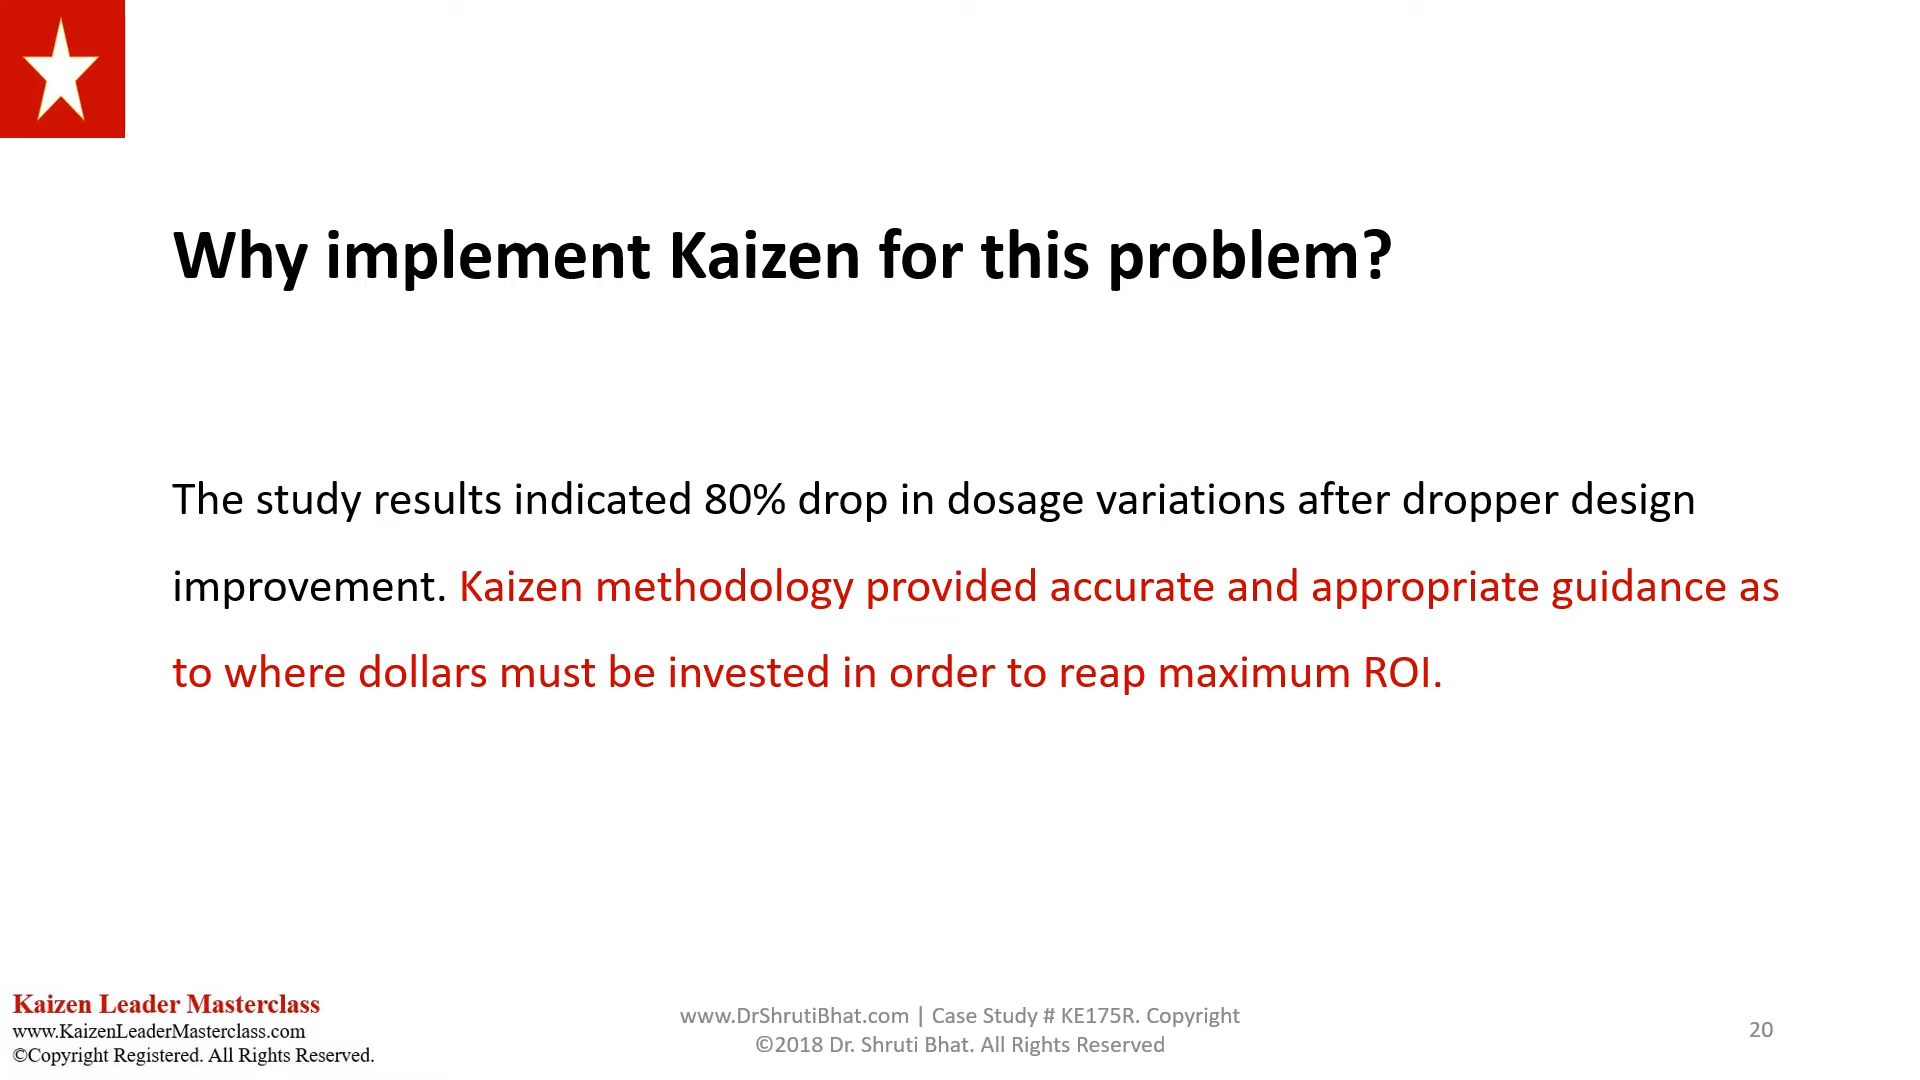 Why implement Kaizen for this problem?
The study results indicated 80% drop in dosage variations after dropper design
improvement. Kaizen methodology provided accurate and appropriate guidance as
to where dollars must be invested in order to reap maximum ROI.
Kaizen Leader Masterclass
www.KaizenLeaderMasterclass.com
©Copyright Registered. All Rights Reserved.
www.DrShrutiBhat.com | Case Study # KE175R. Copyright
©2018 Dr. Shruti Bhat. All Rights Reserved
20